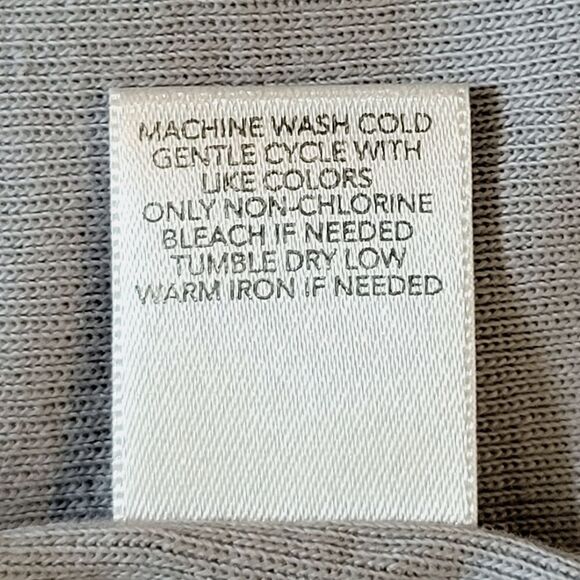 MACHINE WASH COLD
GENTLE CYCLE WITH
LIKE COLORS
ONLY NON-CHLORINE
BLEACH IF NEEDED
TUMBLE DRY LOW
WARM IRON IF NEEDED